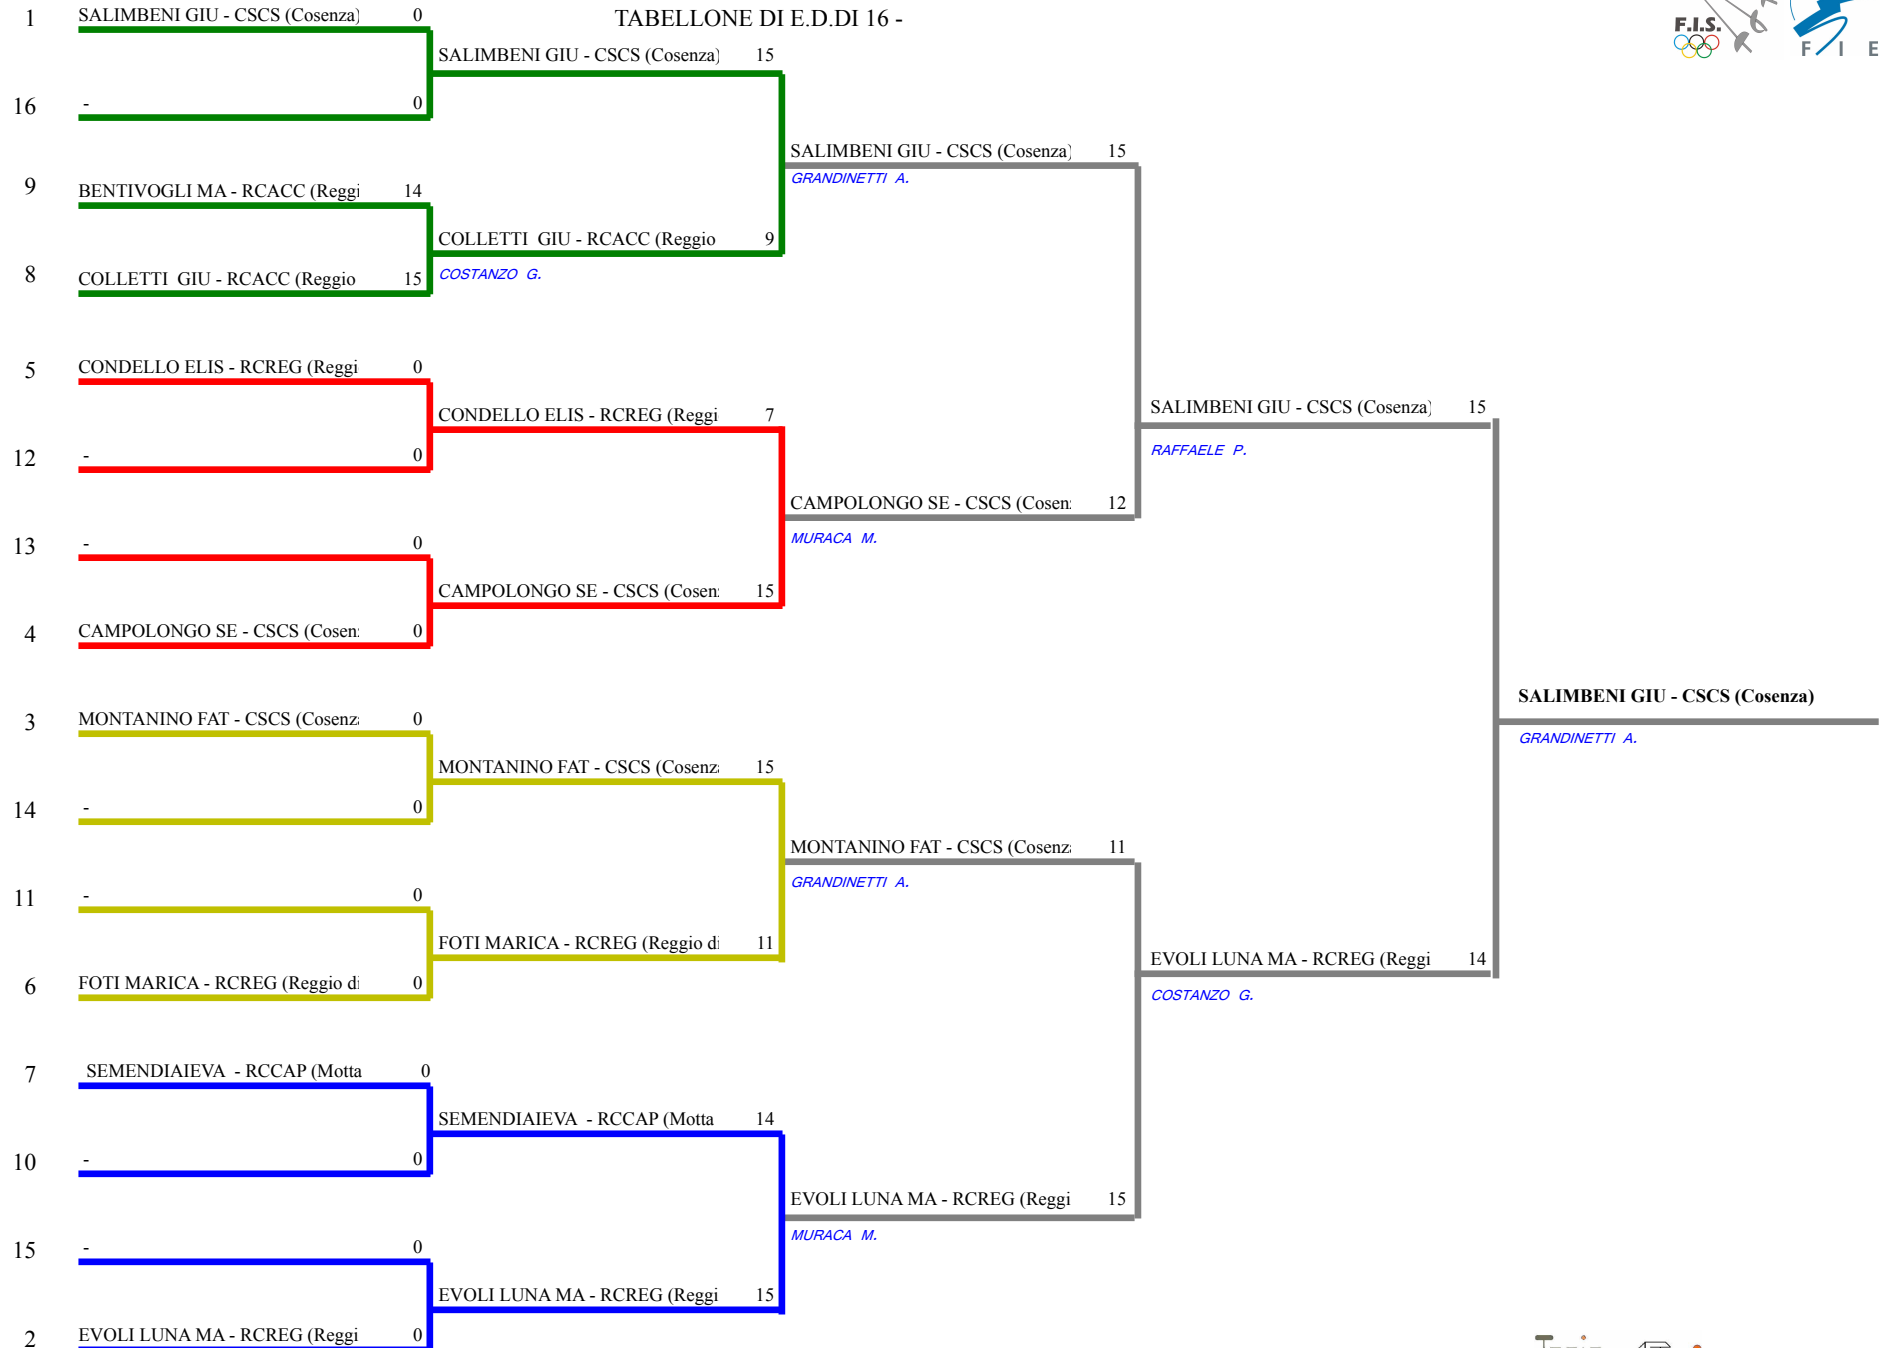 TABELLONE DI E.D.DI 16 -
F.I.S.
F I E
1 SALIMBENI GIU - CSCS (Cosenza) 0
SALIMBENI GIU - CSCS (Cosenza) 15
16 - 0
SALIMBENI GIU - CSCS (Cosenza) 15
GRANDINETTI A.
9 BENTIVOGLI MA - RCACC (Reggi 14
COLLETTI GIU - RCACC (Reggio 9
COSTANZO G.
8 COLLETTI GIU - RCACC (Reggio 15
5 CONDELLO ELIS - RCREG (Reggi 0
CONDELLO ELIS - RCREG (Reggi 7
SALIMBENI GIU - CSCS (Cosenza) 15
RAFFAELE P.
12 - 0
CAMPOLONGO SE - CSCS (Cosen 12
MURACA M.
13 - 0
CAMPOLONGO SE - CSCS (Cosen 15
4 CAMPOLONGO SE - CSCS (Cosen 0
SALIMBENI GIU - CSCS (Cosenza)
GRANDINETTI A.
3 MONTANINO FAT - CSCS (Cosenz 0
MONTANINO FAT - CSCS (Cosenz 15
14 - 0
MONTANINO FAT - CSCS (Cosenz 11
GRANDINETTI A.
11 - 0
FOTI MARICA - RCREG (Reggio di 11
EVOLI LUNA MA - RCREG (Reggi 14
COSTANZO G.
6 FOTI MARICA - RCREG (Reggio di 0
7 SEMENDIAIEVA - RCCAP (Motta 0
SEMENDIAIEVA - RCCAP (Motta 14
10 - 0
EVOLI LUNA MA - RCREG (Reggi 15
MURACA M.
15 - 0
EVOLI LUNA MA - RCREG (Reggi 15
2 EVOLI LUNA MA - RCREG (Reggi 0